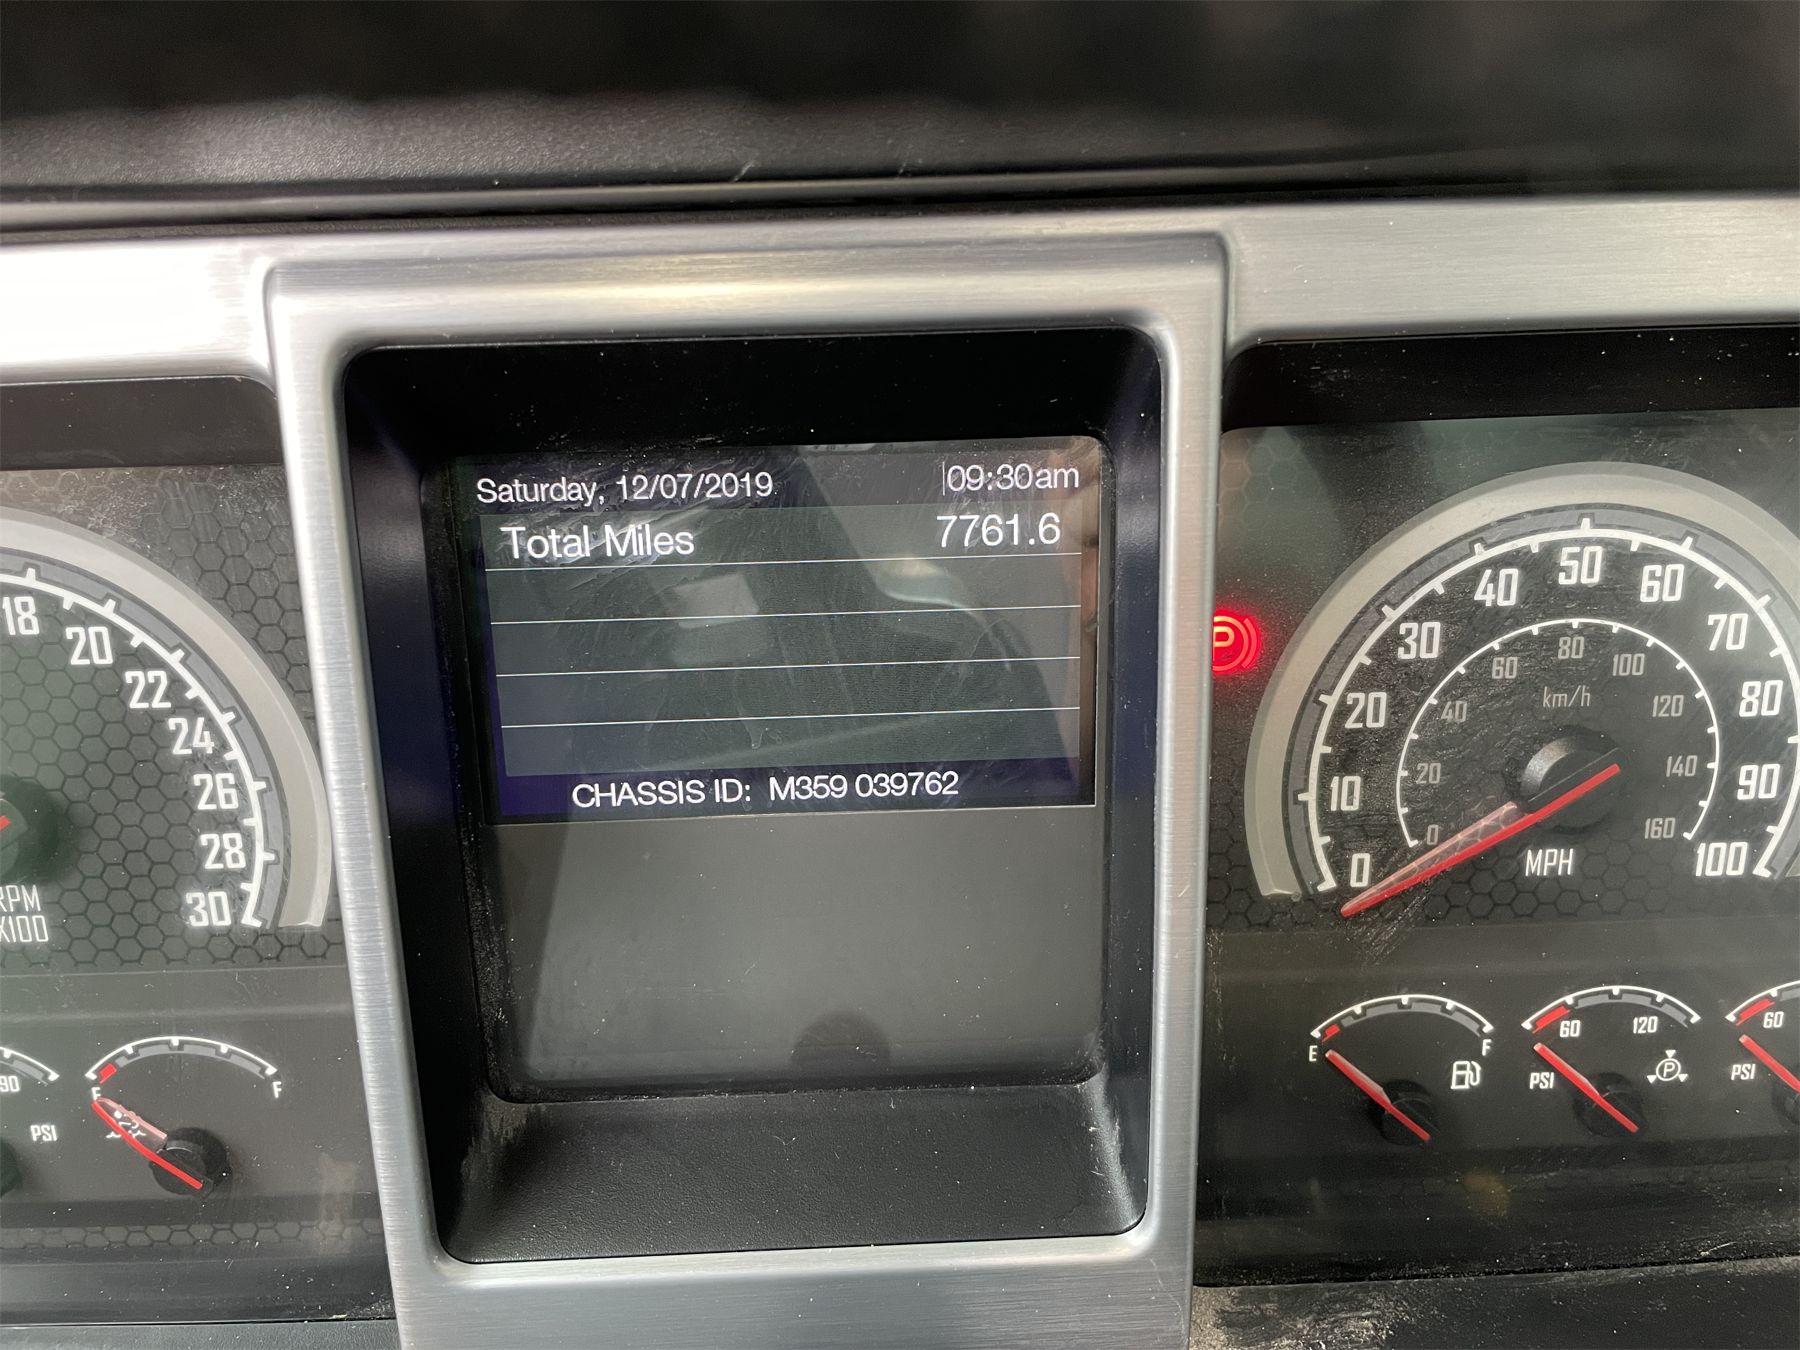 Saturday, 12/07/2019 09:30am
Total Miles 7761.6
CHASSIS ID: M359 039762
18
20
22
24
26
28
30
RPM
X100
90
PSI
E F
P
0 10 20 30 40 50 60 70 80 90 100
MPH
0 20 40 60 80 100 120 140 160
km/h
E F
60 120
PSI
P
60
PSI